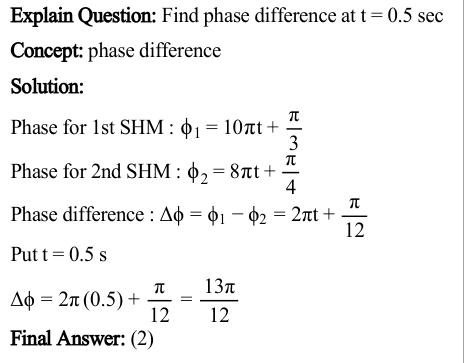 Explain Question: Find phase difference at t = 0.5 sec
Concept: phase difference
Solution:
Phase for 1st SHM : ϕ₁ = 10πt + π/3
Phase for 2nd SHM : ϕ₂ = 8πt + π/4
Phase difference : Δϕ = ϕ₁ − ϕ₂ = 2πt + π/12
Put t = 0.5 s
Δϕ = 2π (0.5) + π/12 = 13π/12
Final Answer: (2)